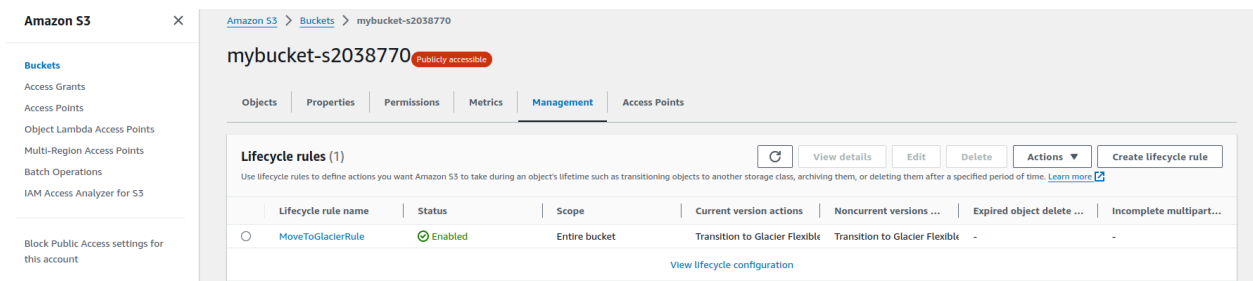 Amazon S3
Buckets
Access Grants
Access Points
Object Lambda Access Points
Multi-Region Access Points
Batch Operations
IAM Access Analyzer for S3
Block Public Access settings for
this account
Amazon S3 > Buckets > mybucket-s2038770
mybucket-s2038770 Publicly accessible
Objects Properties Permissions Metrics Management Access Points
Lifecycle rules (1) View details Edit Delete Actions Create lifecycle rule
Use lifecycle rules to define actions you want Amazon S3 to take during an object's lifetime such as transitioning objects to another storage class, archiving them, or deleting them after a specified period of time. Learn more
Lifecycle rule name Status Scope Current version actions Noncurrent versions ... Expired object delete ... Incomplete multipart...
MoveToGlacierRule Enabled Entire bucket Transition to Glacier Flexible Transition to Glacier Flexible - -
View lifecycle configuration